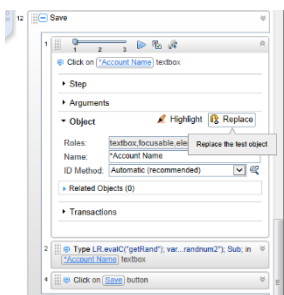 12 Save
1
1 2 3
Click on [*Account Name] textbox
Step
Arguments
Object
Highlight Replace
Roles: textbox,focusable,ele
Replace the test object
Name: *Account Name
ID Method: Automatic (recommended)
Related Objects (0)
Transactions
2 Type LR.evalC("getRand"); var...randnum2"); Sub; in
[*Account Name] textbox
4 Click on [Save] button